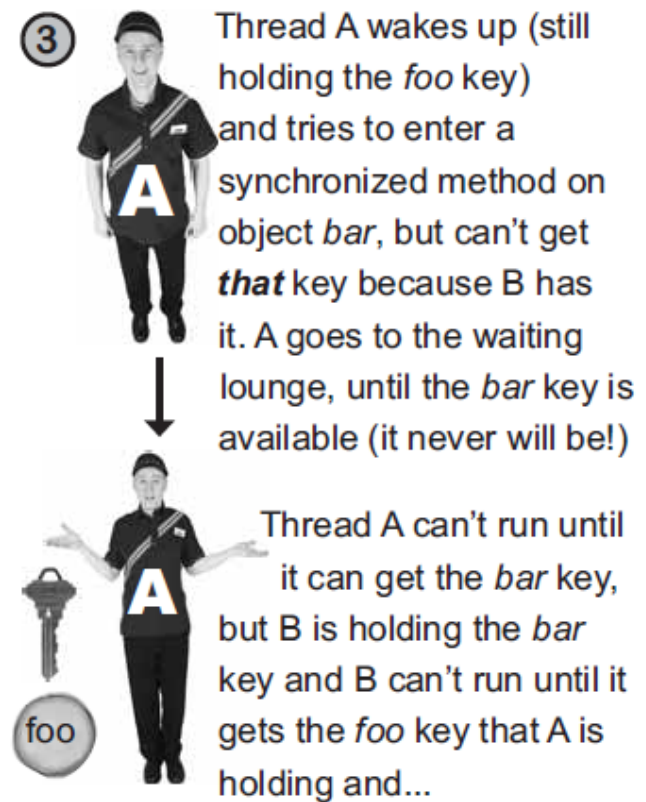 3
Thread A wakes up (still
holding the foo key)
and tries to enter a
synchronized method on
object bar, but can't get
that key because B has
it. A goes to the waiting
lounge, until the bar key is
available (it never will be!)
A
Thread A can't run until
it can get the bar key,
but B is holding the bar
key and B can't run until it
gets the foo key that A is
holding and...
A
foo